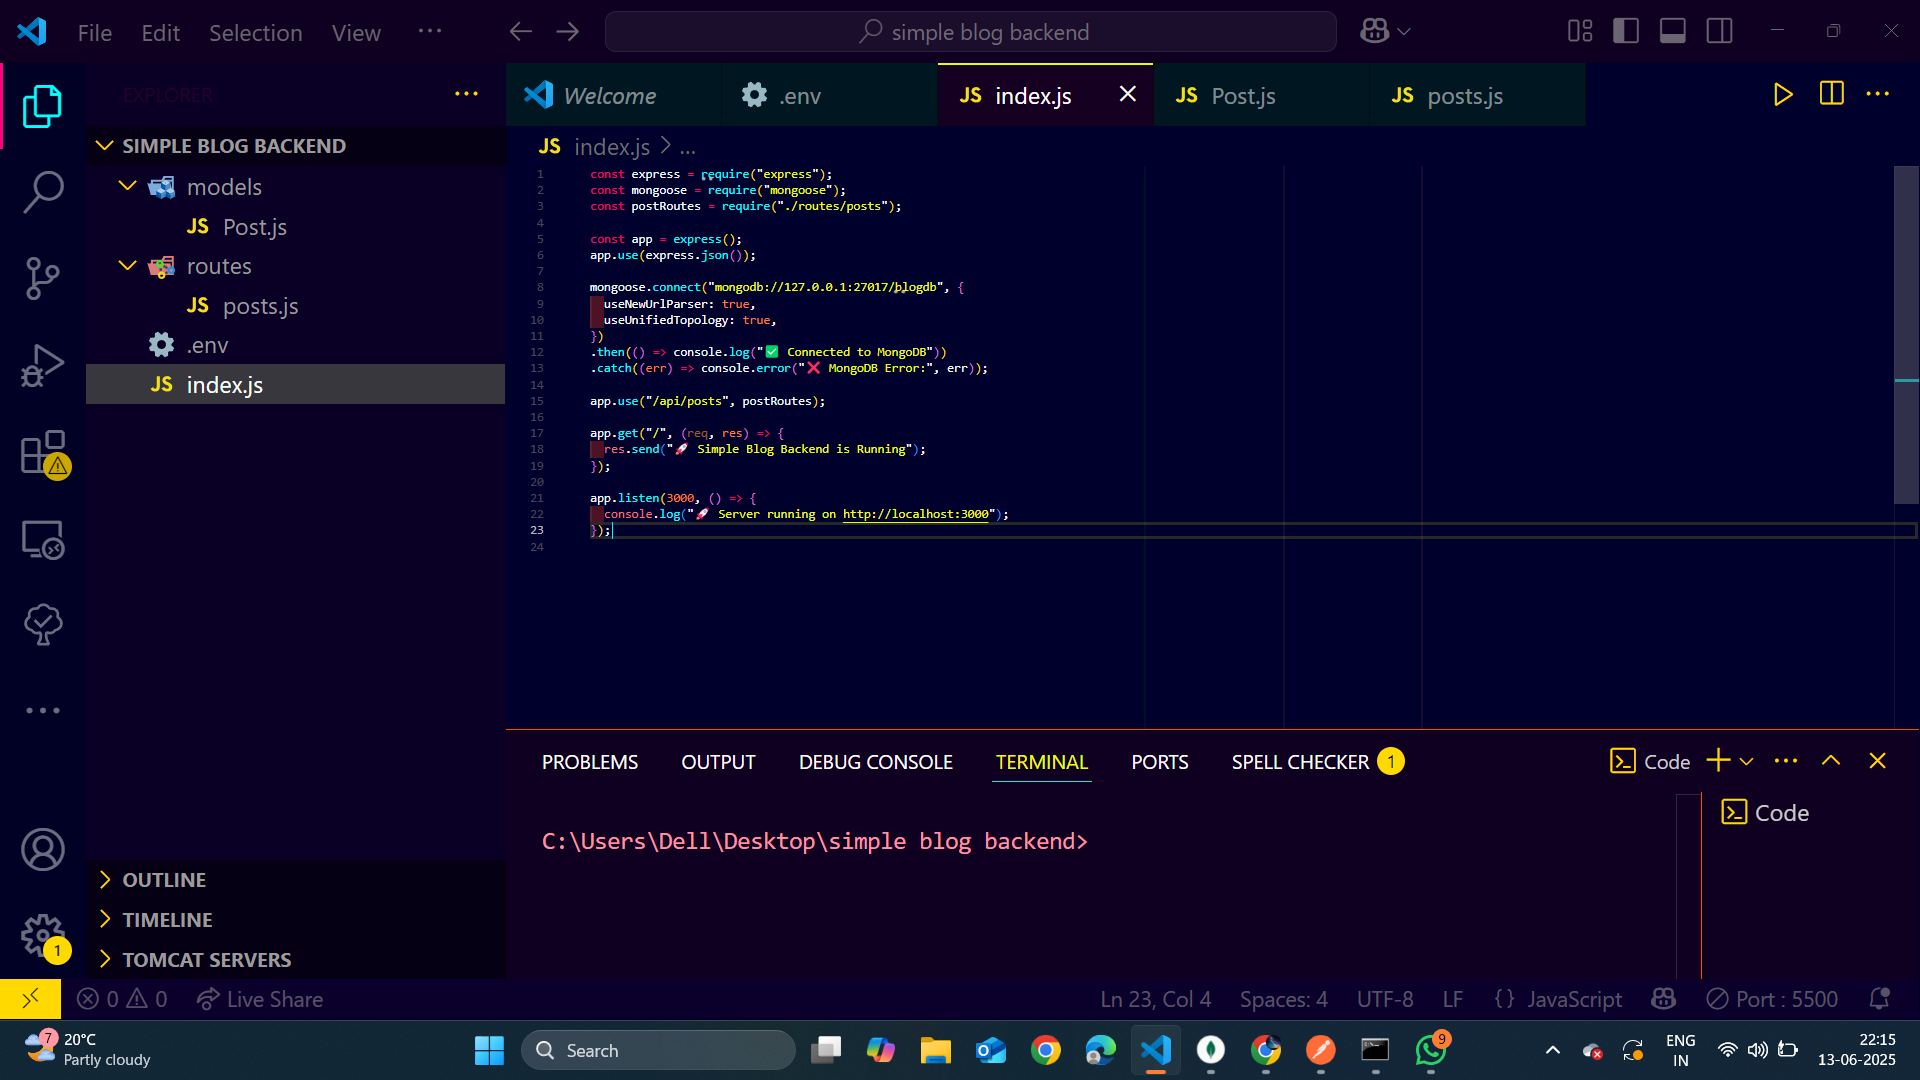 File Edit Selection View ···
simple blog backend
EXPLORER
SIMPLE BLOG BACKEND
models
JS Post.js
routes
JS posts.js
.env
JS index.js
OUTLINE
TIMELINE
TOMCAT SERVERS
Welcome
.env
JS index.js
JS Post.js
JS posts.js
JS index.js > ...
1 const express = require("express");
2 const mongoose = require("mongoose");
3 const postRoutes = require("./routes/posts");
4
5 const app = express();
6 app.use(express.json());
7
8 mongoose.connect("mongodb://127.0.0.1:27017/blogdb", {
9 useNewUrlParser: true,
10 useUnifiedTopology: true,
11 })
12 .then(() => console.log("✅ Connected to MongoDB"))
13 .catch((err) => console.error("❌ MongoDB Error:", err));
14
15 app.use("/api/posts", postRoutes);
16
17 app.get("/", (req, res) => {
18 res.send("🚀 Simple Blog Backend is Running");
19 });
20
21 app.listen(3000, () => {
22 console.log("🚀 Server running on http://localhost:3000");
23 });
24
PROBLEMS OUTPUT DEBUG CONSOLE TERMINAL PORTS SPELL CHECKER 1
Code
C:\Users\Dell\Desktop\simple blog backend>
Code
1
0 0 Live Share
Ln 23, Col 4 Spaces: 4 UTF-8 LF {} JavaScript Port : 5500
7 20°C
Partly cloudy
Search
9
ENG
IN
22:15
13-06-2025